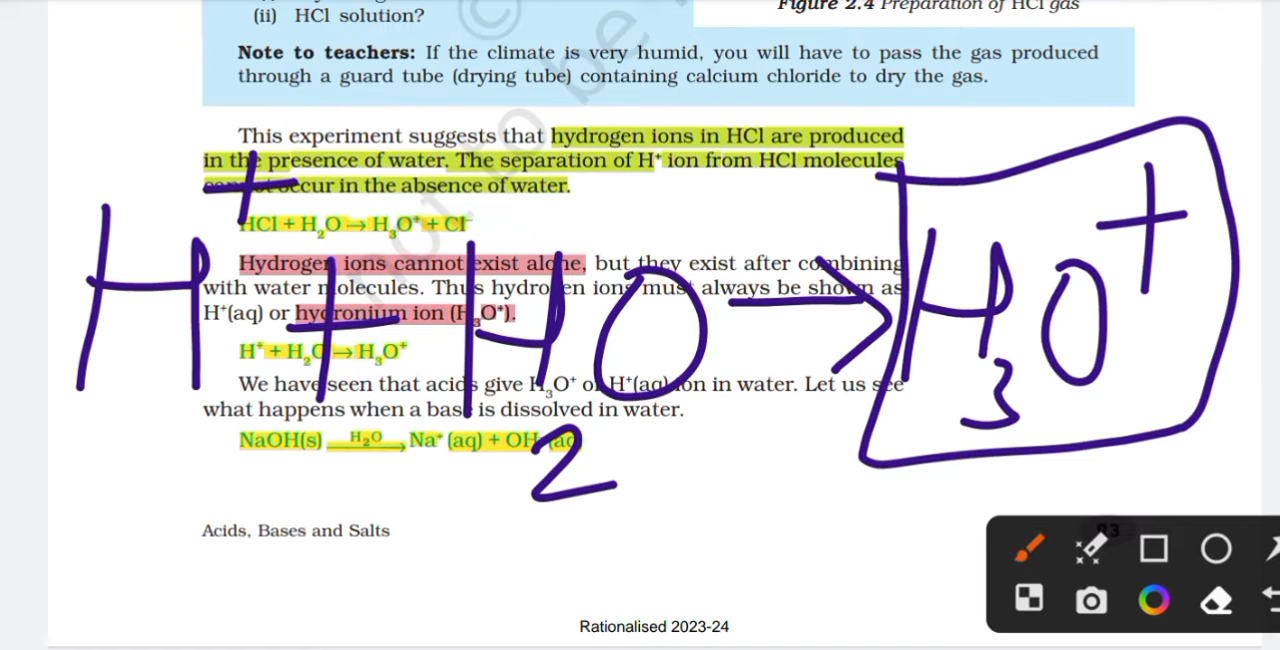 (ii) HCl solution?
Figure 2.4 Preparation of HCl gas
Note to teachers: If the climate is very humid, you will have to pass the gas produced
through a guard tube (drying tube) containing calcium chloride to dry the gas.
This experiment suggests that hydrogen ions in HCl are produced
in the presence of water. The separation of H⁺ ion from HCl molecules
cannot occur in the absence of water.
HCl + H₂O → H₃O⁺ + Cl⁻
Hydrogen ions cannot exist alone, but they exist after combining
with water molecules. Thus hydrogen ions must always be shown as
H⁺(aq) or hydronium ion (H₃O⁺).
H⁺ + H₂O → H₃O⁺
We have seen that acids give H₃O⁺ or H⁺(aq) ion in water. Let us see
what happens when a base is dissolved in water.
NaOH(s) H₂O → Na⁺ (aq) + OH (aq)
H⁺ + H₂O → H₃O⁺
Acids, Bases and Salts
93
Rationalised 2023-24